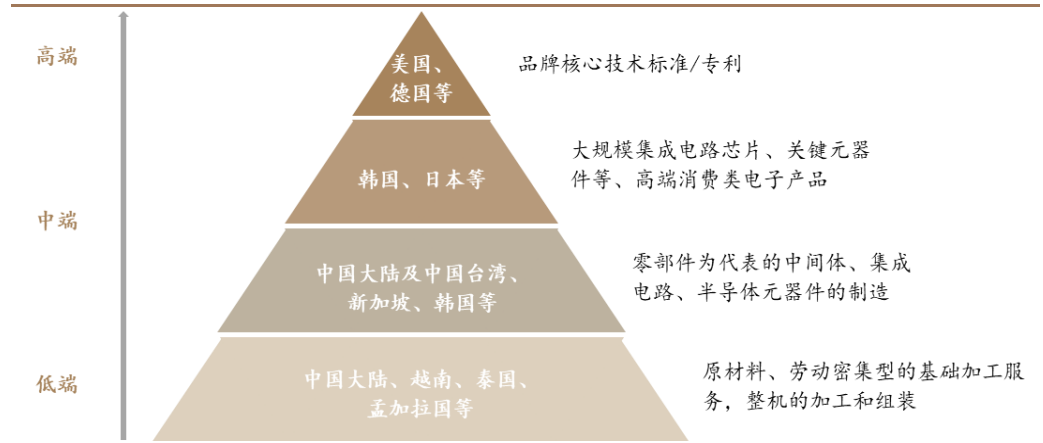 高端
美国、
德国等
品牌核心技术标准/专利
韩国、日本等
大规模集成电路芯片、关键元器
件等、高端消费类电子产品
中端
中国大陆及中国台湾、
新加坡、韩国等
零部件为代表的中间体、集成
电路、半导体元器件的制造
低端
中国大陆、越南、泰国、
孟加拉国等
原材料、劳动密集型的基础加工服
务，整机的加工和组装